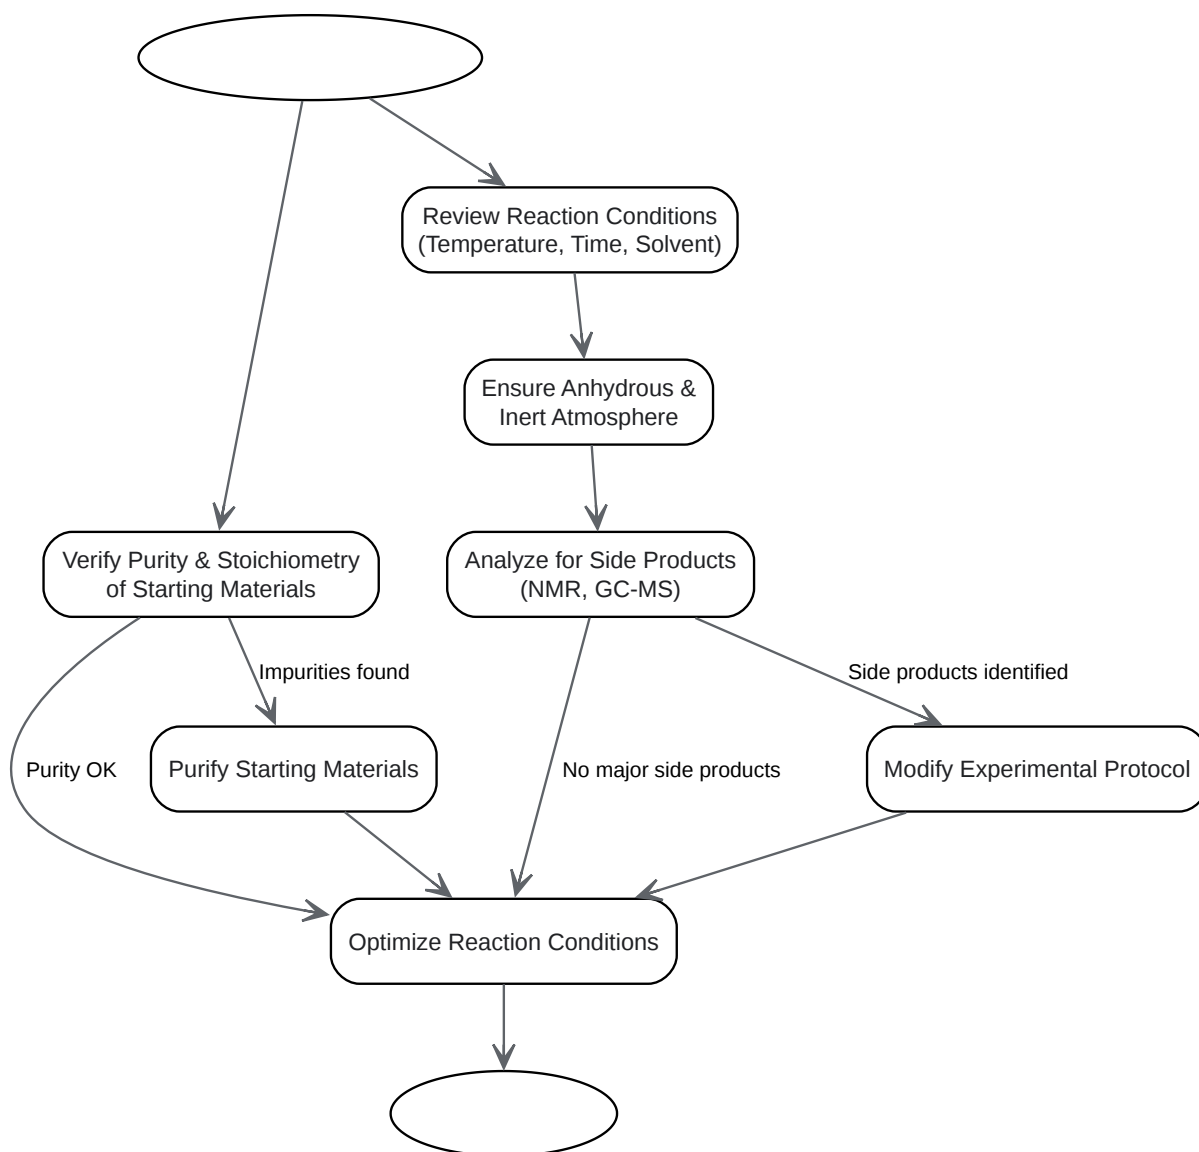 Review Reaction Conditions
(Temperature, Time, Solvent)
Ensure Anhydrous &
Inert Atmosphere
Verify Purity & Stoichiometry
of Starting Materials
Analyze for Side Products
(NMR, GC-MS)
Impurities found
Side products identified
Purity OK
Purify Starting Materials
No major side products
Modify Experimental Protocol
Optimize Reaction Conditions